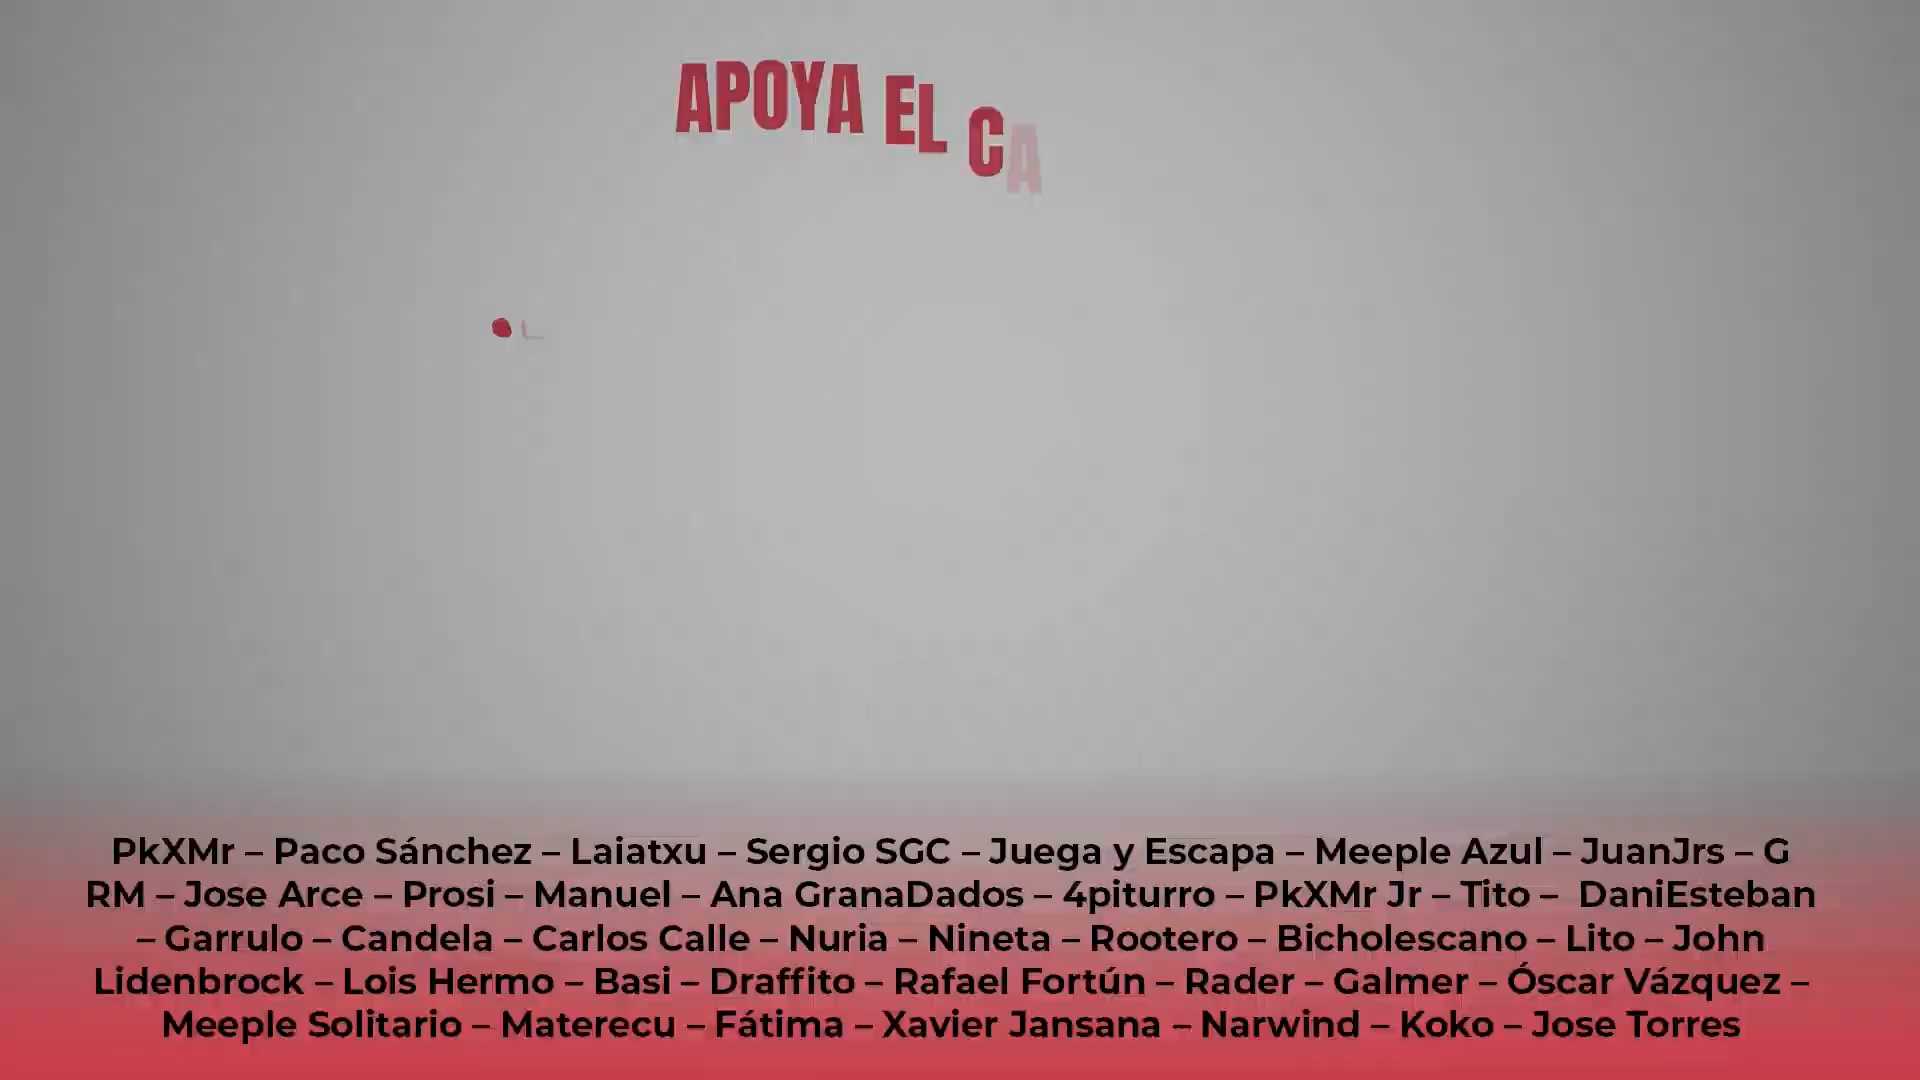 APOYA EL CA
PkXMr – Paco Sánchez – Laiatxu – Sergio SGC – Juega y Escapa – Meeple Azul – JuanJrs – G
RM – Jose Arce – Prosi – Manuel – Ana GranaDados – 4piturro – PkXMr Jr – Tito –  DaniEsteban
– Garrulo – Candela – Carlos Calle – Nuria – Nineta – Rootero – Bicholescano – Lito – John
Lidenbrock – Lois Hermo – Basi – Draffito – Rafael Fortún – Rader – Galmer – Óscar Vázquez –
Meeple Solitario – Materecu – Fátima – Xavier Jansana – Narwind – Koko – Jose Torres